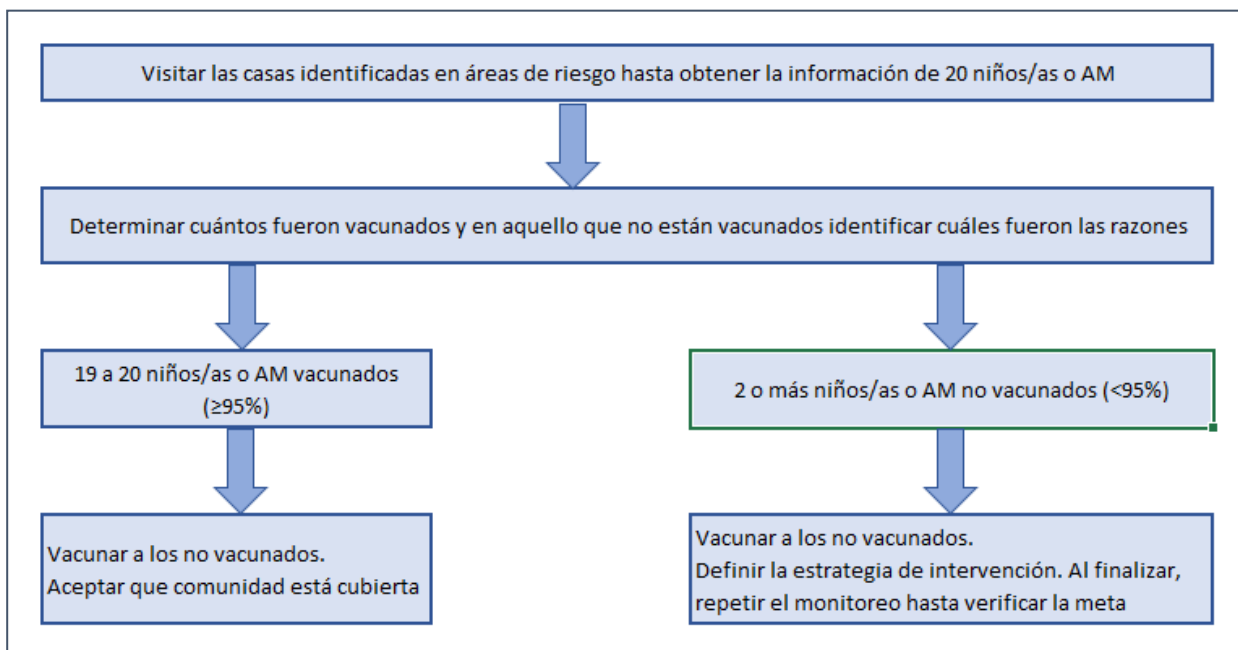 Visitar las casas identificadas en áreas de riesgo hasta obtener la información de 20 niños/as o AM
Determinar cuántos fueron vacunados y en aquello que no están vacunados identificar cuáles fueron las razones
19 a 20 niños/as o AM vacunados
(≥95%)
2 o más niños/as o AM no vacunados (<95%)
Vacunar a los no vacunados.
Aceptar que comunidad está cubierta
Vacunar a los no vacunados.
Definir la estrategia de intervención. Al finalizar,
repetir el monitoreo hasta verificar la meta